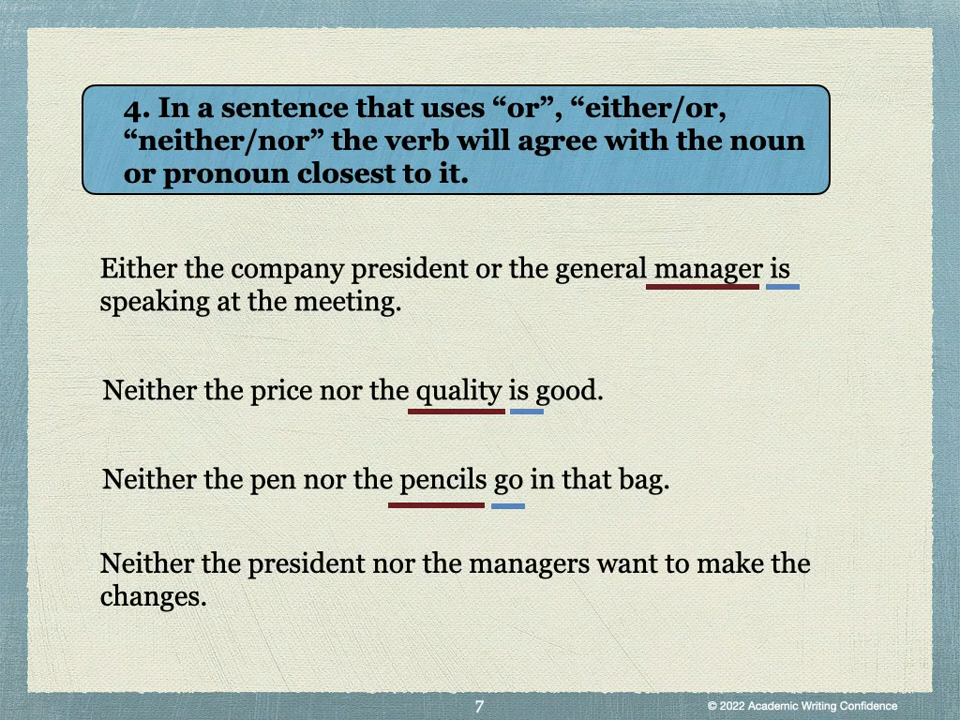 4. In a sentence that uses “or”, “either/or,
“neither/nor” the verb will agree with the noun
or pronoun closest to it.
Either the company president or the general manager is
speaking at the meeting.
Neither the price nor the quality is good.
Neither the pen nor the pencils go in that bag.
Neither the president nor the managers want to make the
changes.
7
© 2022 Academic Writing Confidence